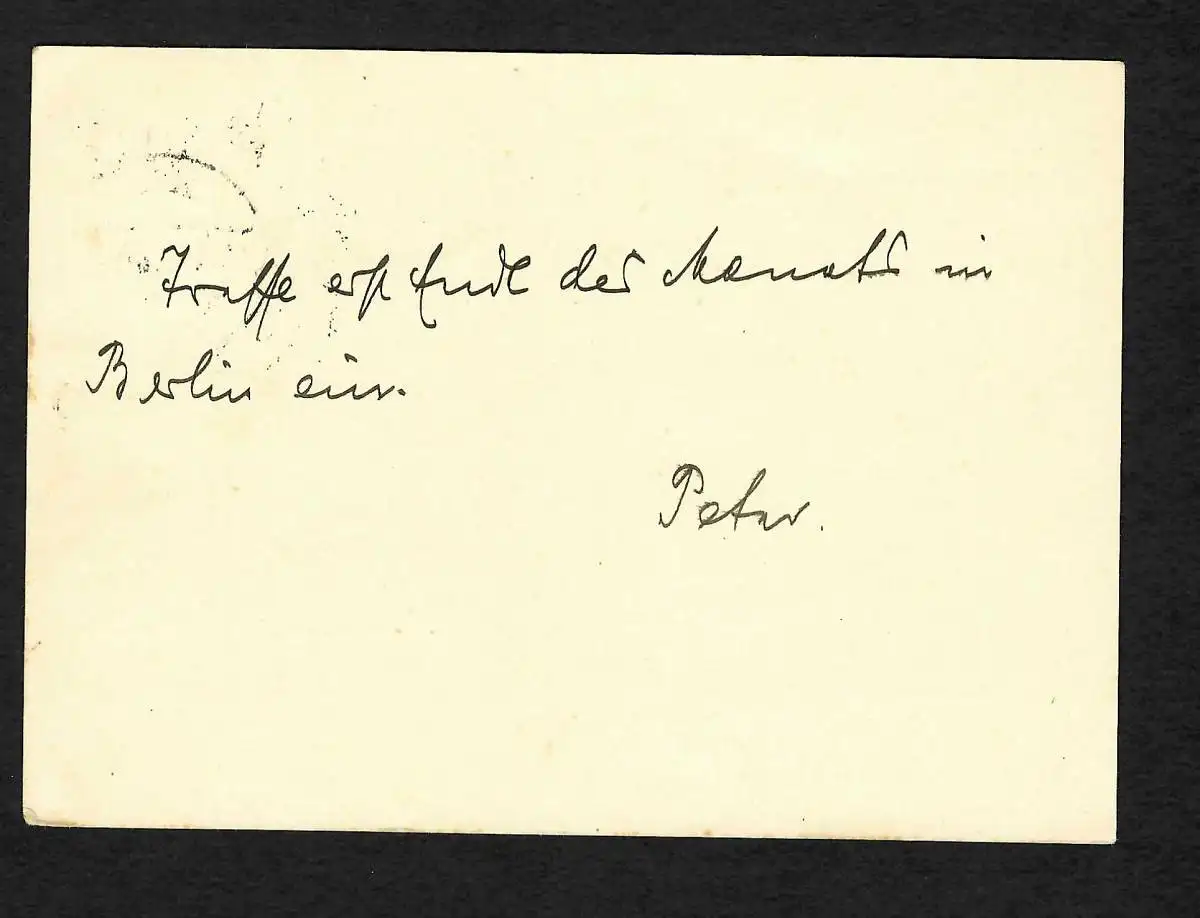 Treffe erst Ende des Monats in
Berlin ein.
Peter.